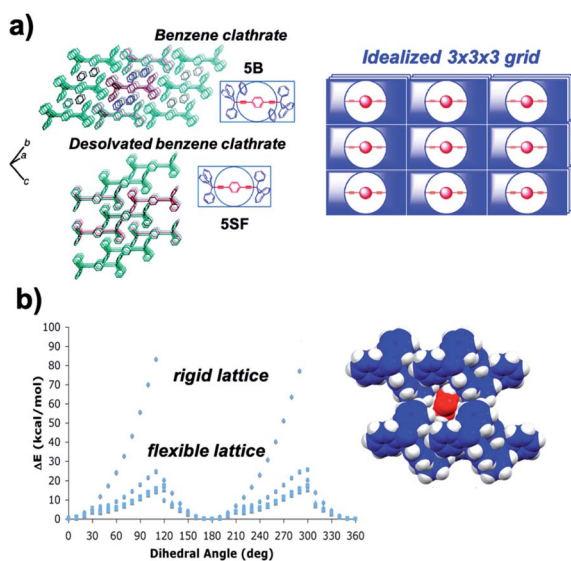 a)
Benzene clathrate
5B
Idealized 3x3x3 grid
Desolvated benzene clathrate
b
a
c
5SF
b)
100
90
80
70
60
50
40
30
20
10
0
ΔE (kcal/mol)
rigid lattice
flexible lattice
0 30 60 90 120 150 180 210 240 270 300 330 360
Dihedral Angle (deg)